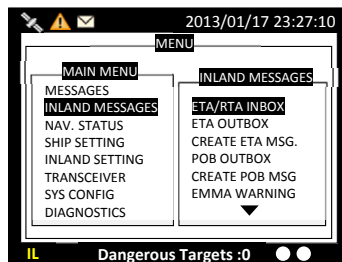 2013/01/17 23:27:10
MENU
MAIN MENU
MESSAGES
INLAND MESSAGES
NAV. STATUS
SHIP SETTING
INLAND SETTING
TRANSCEIVER
SYS CONFIG
DIAGNOSTICS
INLAND MESSAGES
ETA/RTA INBOX
ETA OUTBOX
CREATE ETA MSG.
POB OUTBOX
CREATE POB MSG
EMMA WARNING
IL Dangerous Targets :0